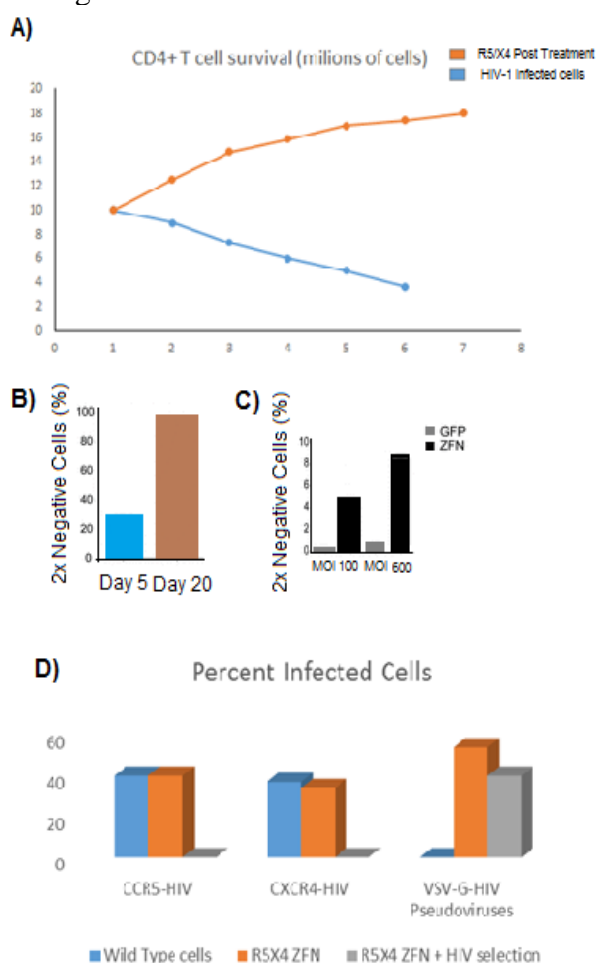 A)
CD4+ T cell survival (milions of cells)
R5/X4 Post Treatment
HIV-1 Infected cells
20
18
16
14
12
10
8
6
4
2
0
0 1 2 3 4 5 6 7 8
B)
2x Negative Cells (%)
100
80
60
40
20
0
Day 5 Day 20
C)
2x Negative Cells (%)
GFP
ZFN
10
8
6
4
2
0
MOI 100 MOI 600
D)
Percent Infected Cells
60
40
20
0
CCR5-HIV CXCR4-HIV VSV-G-HIV
Pseudoviruses
Wild Type cells R5X4 ZFN R5X4 ZFN + HIV selection